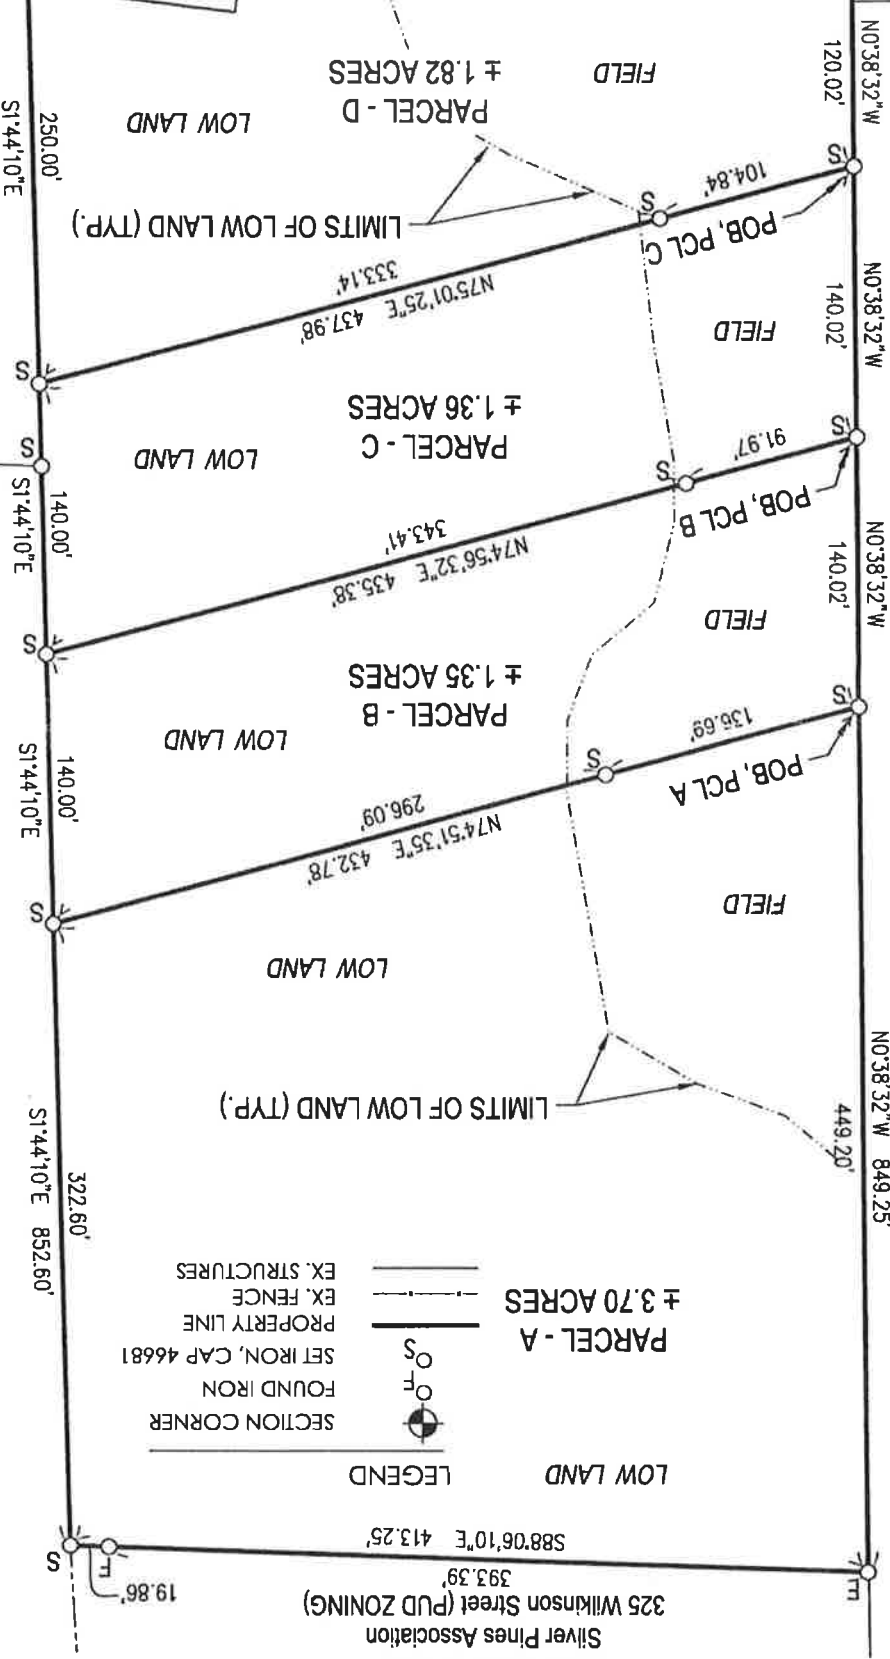 Silver Pines Association
325 Wilkinson Street (PUD ZONING)
393.39'
S88°06'10"E 413.25'
19.86'
F
F
S
LOW LAND
LEGEND
SECTION CORNER
F FOUND IRON
S SET IRON, CAP 46681
PROPERTY LINE
EX. FENCE
EX. STRUCTURES
PARCEL - A
± 3.70 ACRES
N0°38'32"W 849.25'
449.20'
322.60'
S1°44'10"E 852.60'
LIMITS OF LOW LAND (TYP.)
LOW LAND
FIELD
S
N74°51'35"E 432.78'
296.09'
POB, PCL A
136.69'
S
S
140.00'
S1°44'10"E
LOW LAND
PARCEL - B
± 1.35 ACRES
FIELD
N0°38'32"W
140.02'
S
N74°56'32"E 435.38'
343.41'
POB, PCL B
91.97'
S
S
140.00'
S1°44'10"E
S
LOW LAND
PARCEL - C
± 1.36 ACRES
FIELD
N0°38'32"W
140.02'
S
N75°01'25"E 437.98'
333.14'
POB, PCL C
104.84'
S
S
LIMITS OF LOW LAND (TYP.)
250.00'
S1°44'10"E
LOW LAND
PARCEL - D
± 1.82 ACRES
FIELD
N0°38'32"W
120.02'